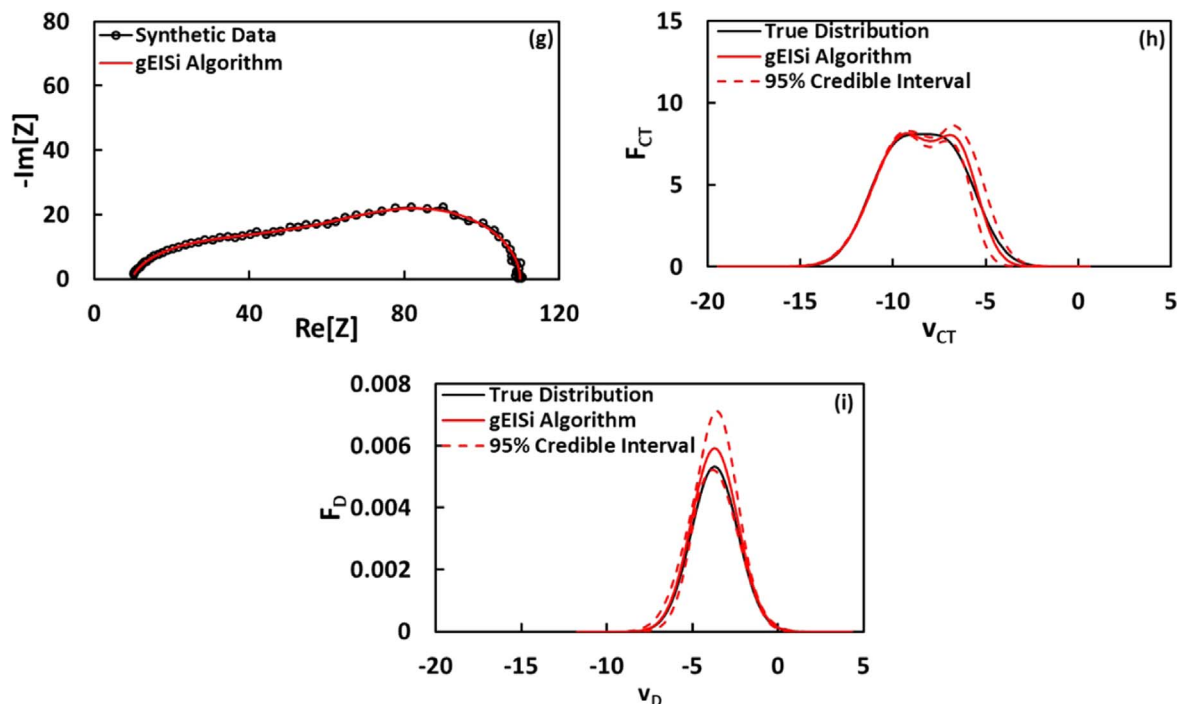 80
Synthetic Data
(g)
gEISi Algorithm
60
-Im[Z]
40
20
0
0
40
80
120
Re[Z]
15
True Distribution
(h)
gEISi Algorithm
95% Credible Interval
10
F_CT
5
0
-20
-15
-10
-5
0
5
v_CT
0.008
True Distribution
(i)
gEISi Algorithm
0.006
95% Credible Interval
F_D
0.004
0.002
0
-20
-15
-10
-5
0
5
v_D